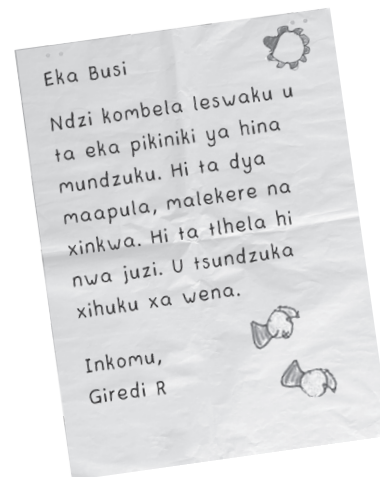 Eka Busi
Ndzi kombela leswaku u
ta eka pikiniki ya hina
mundzuku. Hi ta dya
maapula, malekere na
xinkwa. Hi ta tlhela hi
nwa juzi. U tsundzuka
xihuku xa wena.
Inkomu,
Giredi R